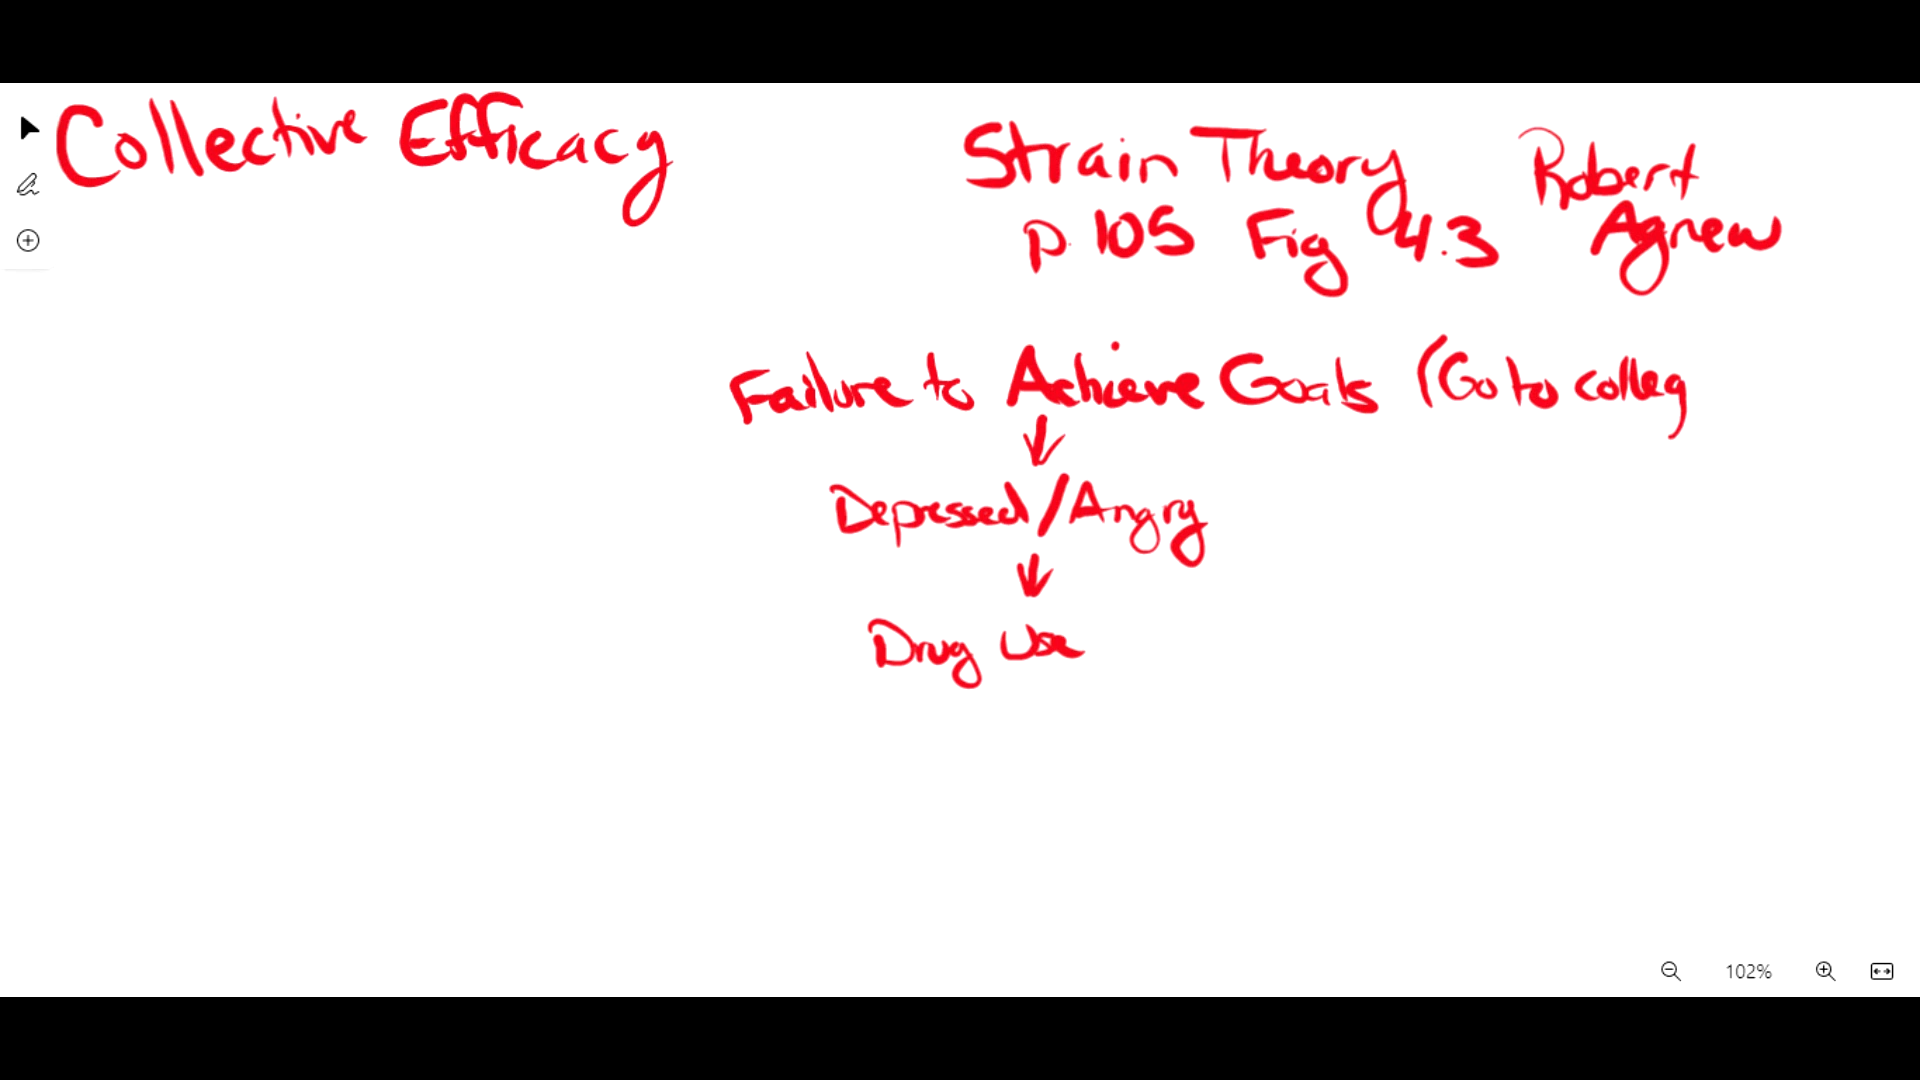 Collective Efficacy
Strain Theory
p. 105 Fig 4.3
Robert
Agnew
Failure to Achieve Goals (Go to colleg
Depressed/Angry
Drug Use
102%